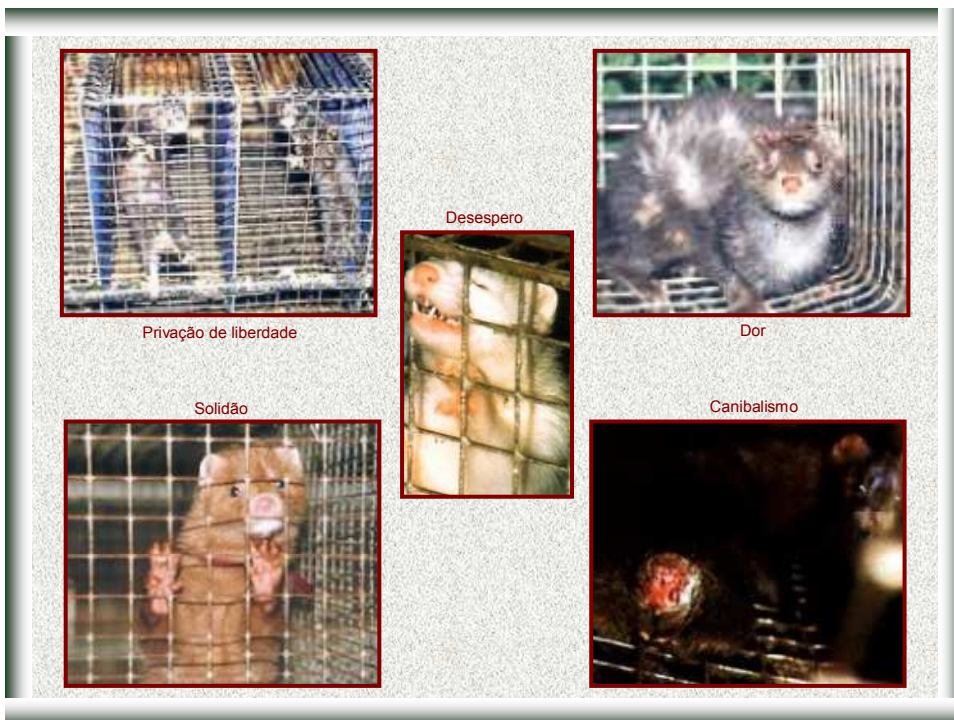 Privação de liberdade
Desespero
Dor
Solidão
Canibalismo